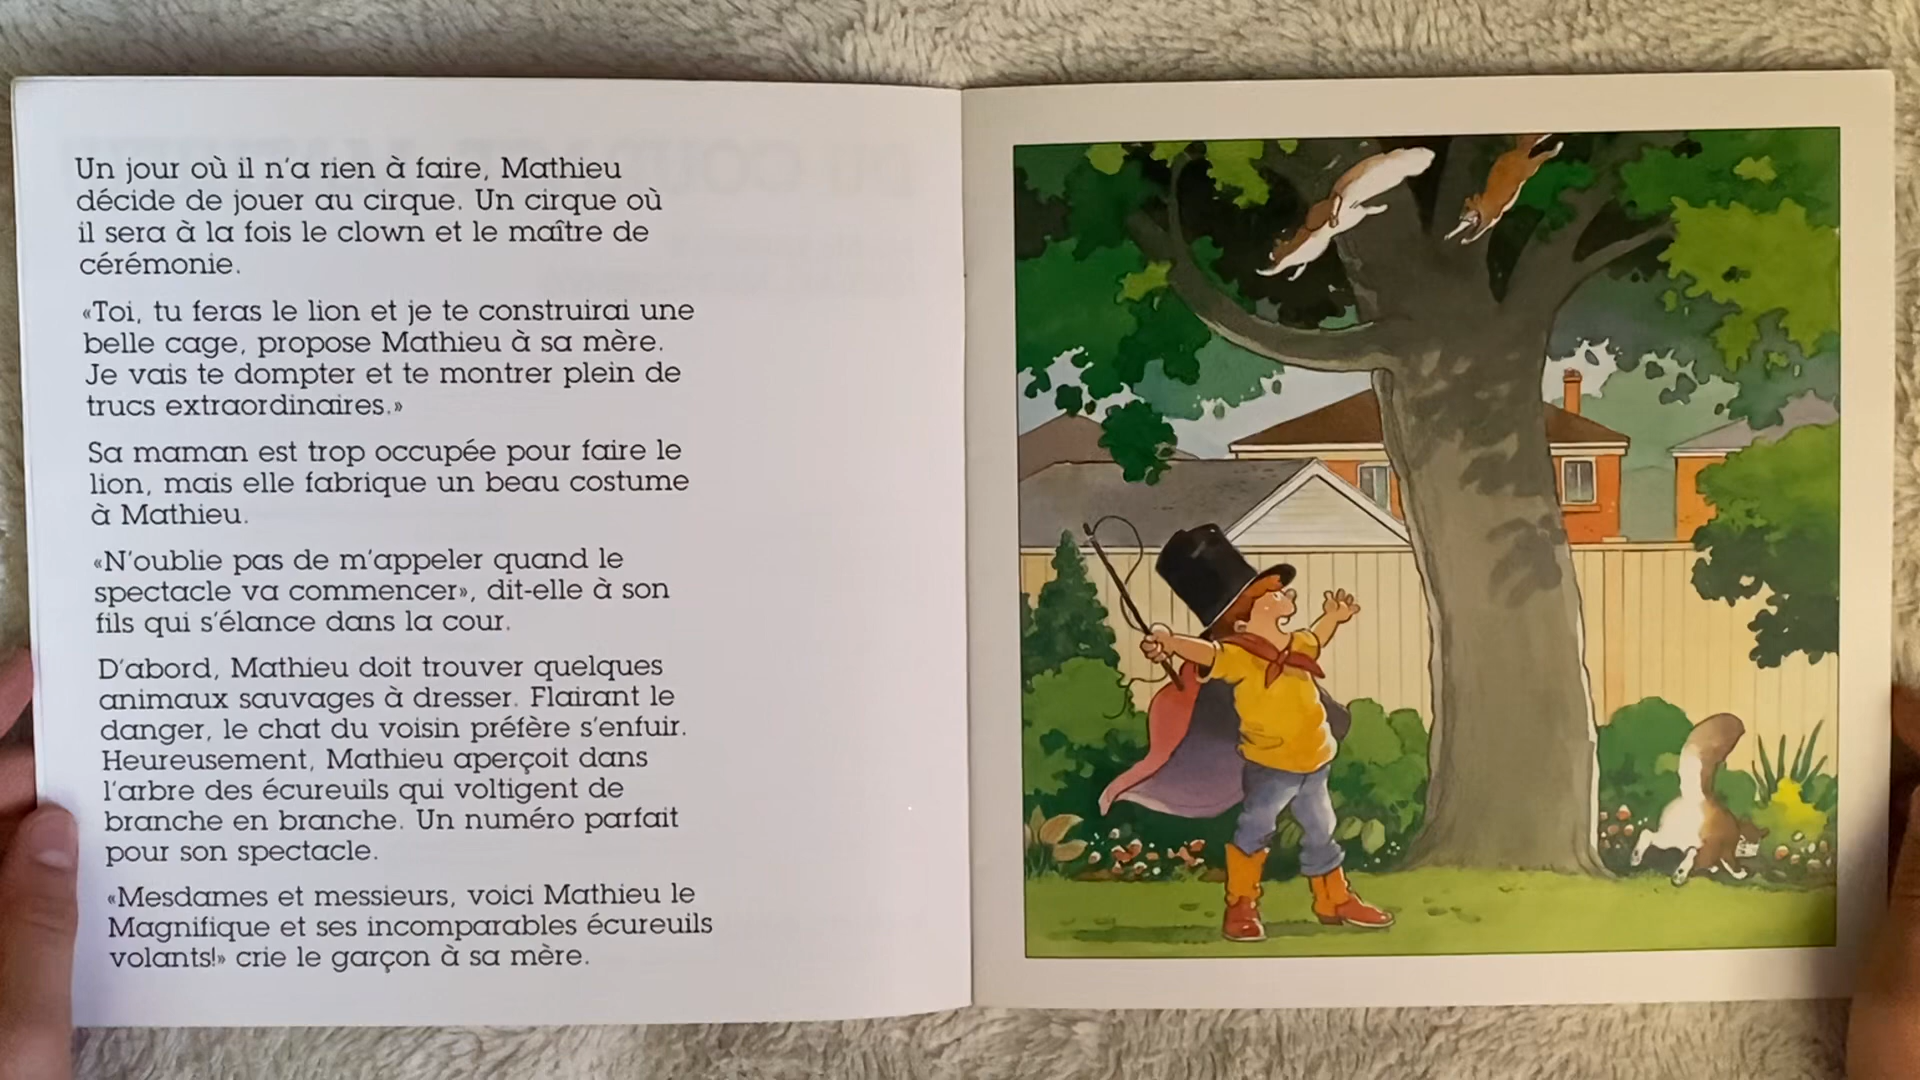 Un jour où il n'a rien à faire, Mathieu
décide de jouer au cirque. Un cirque où
il sera à la fois le clown et le maître de
cérémonie.
«Toi, tu feras le lion et je te construirai une
belle cage, propose Mathieu à sa mère.
Je vais te dompter et te montrer plein de
trucs extraordinaires.»
Sa maman est trop occupée pour faire le
lion, mais elle fabrique un beau costume
à Mathieu.
«N'oublie pas de m'appeler quand le
spectacle va commencer», dit-elle à son
fils qui s'élance dans la cour.
D'abord, Mathieu doit trouver quelques
animaux sauvages à dresser. Flairant le
danger, le chat du voisin préfère s'enfuir.
Heureusement, Mathieu aperçoit dans
l'arbre des écureuils qui voltigent de
branche en branche. Un numéro parfait
pour son spectacle.
«Mesdames et messieurs, voici Mathieu le
Magnifique et ses incomparables écureuils
volants!» crie le garçon à sa mère.